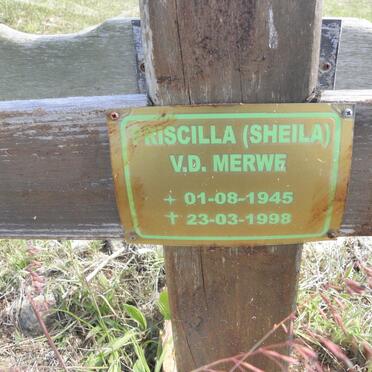 PRISCILLA (SHEILA)
V.D. MERWE
+ 01-08-1945
✝ 23-03-1998